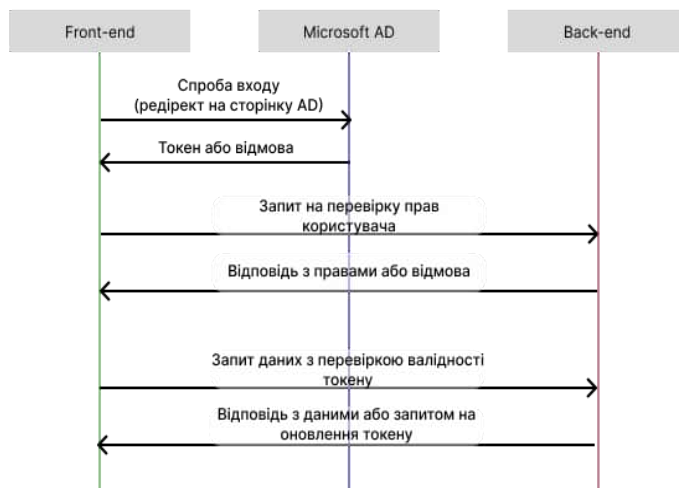 Front-end
Microsoft AD
Back-end
Спроба входу
(редірект на сторінку AD)
Токен або відмова
Запит на перевірку прав
користувача
Відповідь з правами або відмова
Запит даних з перевіркою валідності
токену
Відповідь з даними або запитом на
оновлення токену